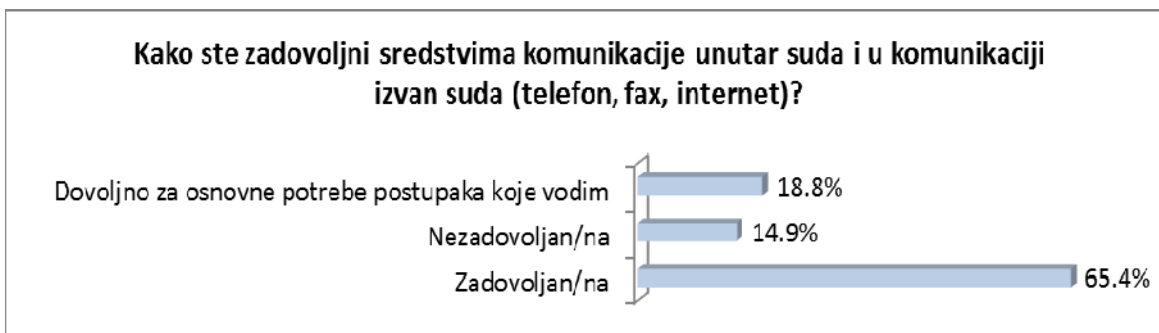 Kako ste zadovoljni sredstvima komunikacije unutar suda i u komunikaciji
izvan suda (telefon, fax, internet)?
Dovoljno za osnovne potrebe postupaka koje vodim 18.8%
Nezadovoljan/na 14.9%
Zadovoljan/na 65.4%